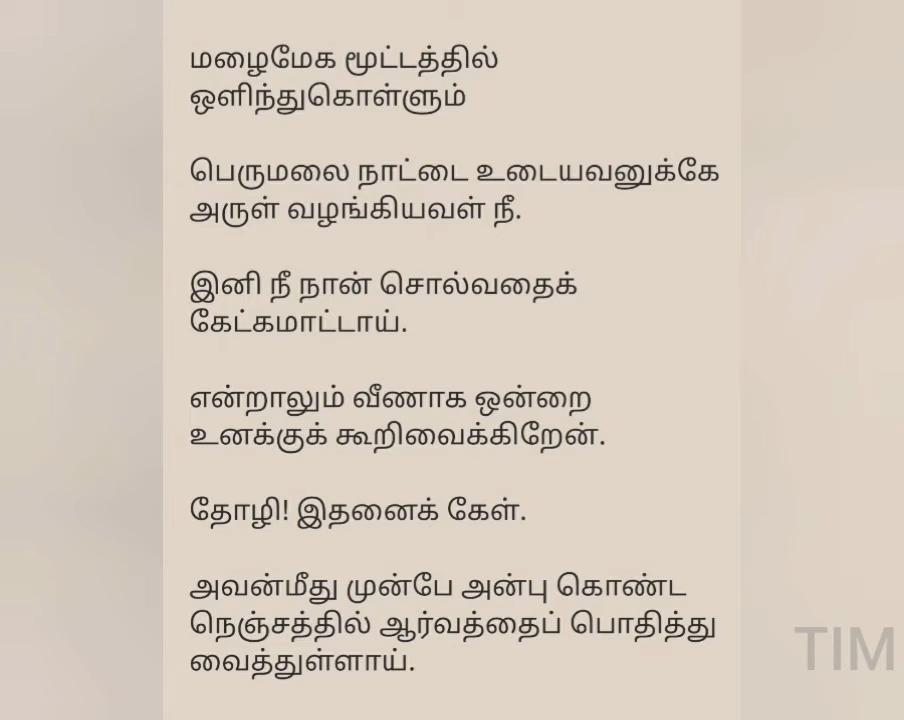 மழைமேக மூட்டத்தில்
ஒளிந்துகொள்ளும்
பெருமலை நாட்டை உடையவனுக்கே
அருள் வழங்கியவள் நீ.
இனி நீ நான் சொல்வதைக்
கேட்கமாட்டாய்.
என்றாலும் வீணாக ஒன்றை
உனக்குக் கூறிவைக்கிறேன்.
தோழி! இதனைக் கேள்.
அவன்மீது முன்பே அன்பு கொண்ட
நெஞ்சத்தில் ஆர்வத்தைப் பொதித்து
வைத்துள்ளாய்.
TIM